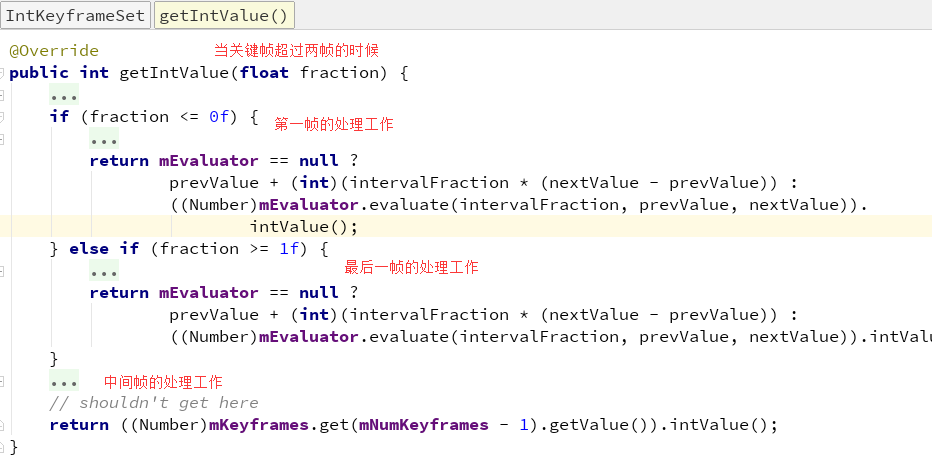 IntKeyframeSet getIntValue()
@Override 当关键帧超过两帧的时候
public int getIntValue(float fraction) {
...
if (fraction <= 0f) { 第一帧的处理工作
...
return mEvaluator == null ?
prevValue + (int)(intervalFraction * (nextValue - prevValue)) :
((Number)mEvaluator.evaluate(intervalFraction, prevValue, nextValue)).
intValue();
} else if (fraction >= 1f) {
... 最后一帧的处理工作
return mEvaluator == null ?
prevValue + (int)(intervalFraction * (nextValue - prevValue)) :
((Number)mEvaluator.evaluate(intervalFraction, prevValue, nextValue)).intValu
}
... 中间帧的处理工作
// shouldn't get here
return ((Number)mKeyframes.get(mNumKeyframes - 1).getValue()).intValue();
}